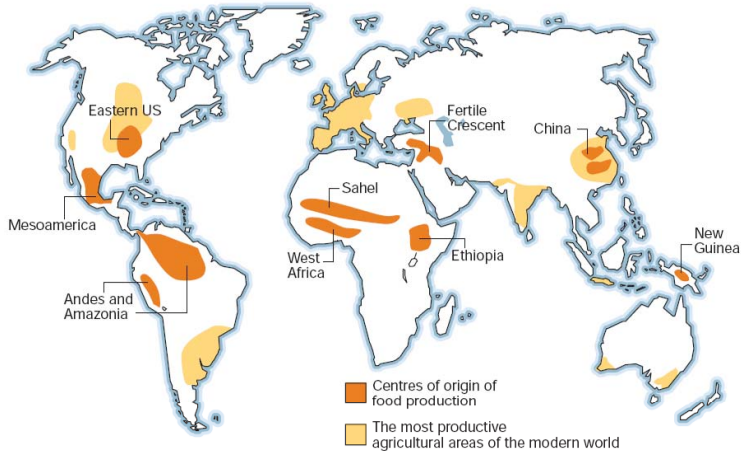 Eastern US
Fertile
Crescent
China
Sahel
Mesoamerica
New
Guinea
West
Africa
Ethiopia
Andes and
Amazonia
Centres of origin of
food production
The most productive
agricultural areas of the modern world